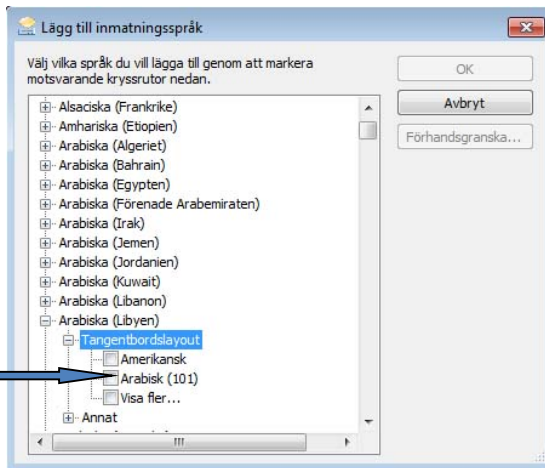 Lägg till inmatningsspråk
Välj vilka språk du vill lägga till genom att markera
motsvarande kryssrutor nedan.
OK
Avbryt
Förhandsgranska...
Alsaciska (Frankrike)
Amhariska (Etiopien)
Arabiska (Algeriet)
Arabiska (Bahrain)
Arabiska (Egypten)
Arabiska (Förenade Arabemiraten)
Arabiska (Irak)
Arabiska (Jemen)
Arabiska (Jordanien)
Arabiska (Kuwait)
Arabiska (Libanon)
Arabiska (Libyen)
Tangentbordslayout
Amerikansk
Arabisk (101)
Visa fler...
Annat